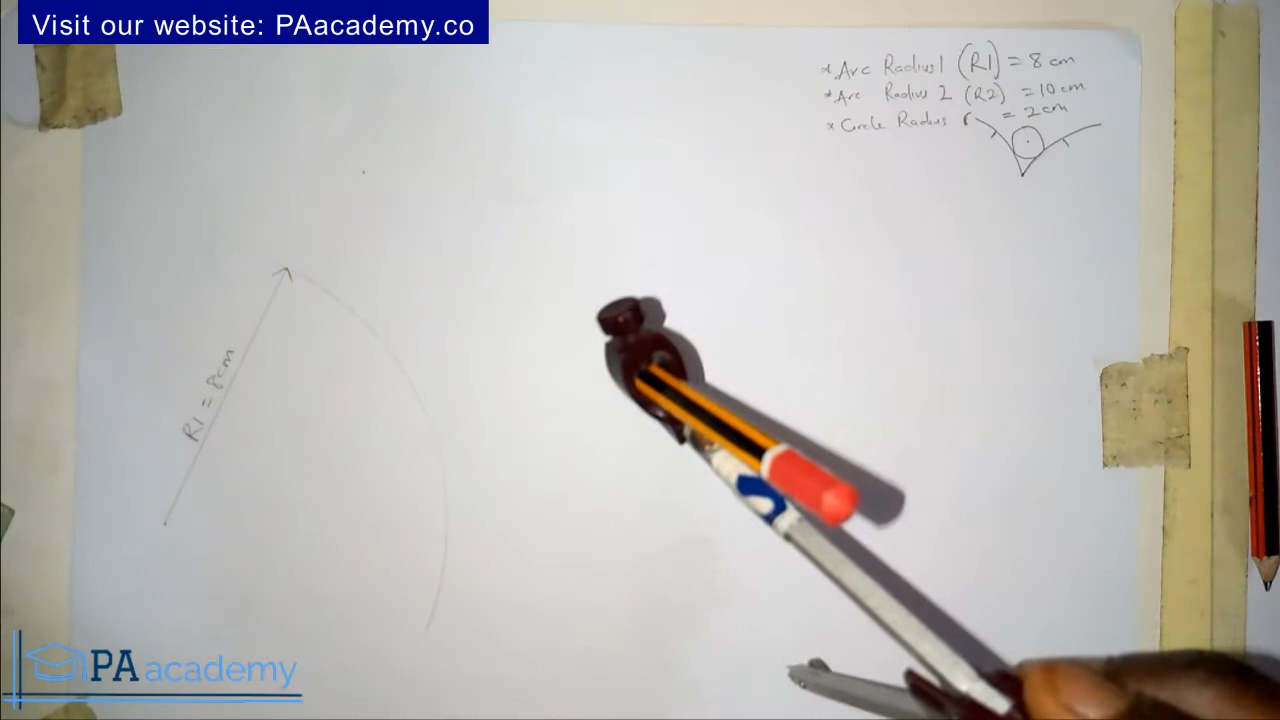 Visit our website: PAacademy.co
* Arc Radius 1 (R1) = 8 cm
* Arc Radius 2 (R2) = 10 cm
* Circle Radius r = 2 cm
R1 = 8cm
PA academy